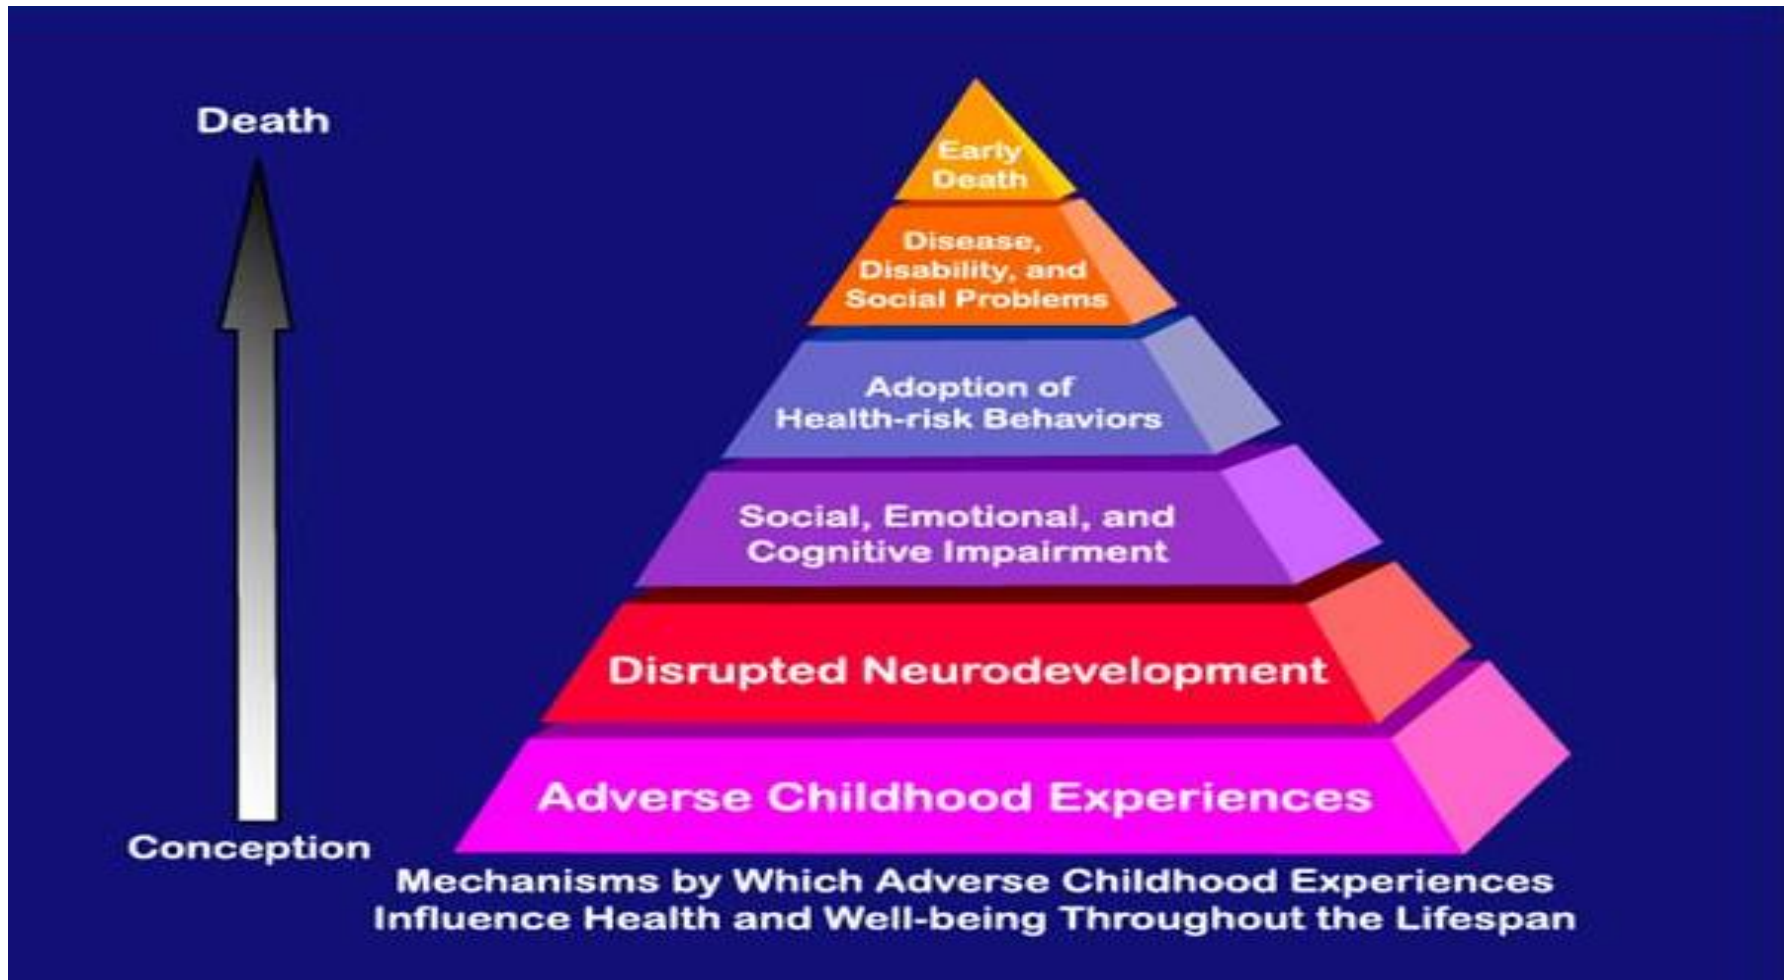 Death
Early
Death
Disease,
Disability, and
Social Problems
Adoption of
Health-risk Behaviors
Social, Emotional, and
Cognitive Impairment
Disrupted Neurodevelopment
Adverse Childhood Experiences
Conception
Mechanisms by Which Adverse Childhood Experiences
Influence Health and Well-being Throughout the Lifespan